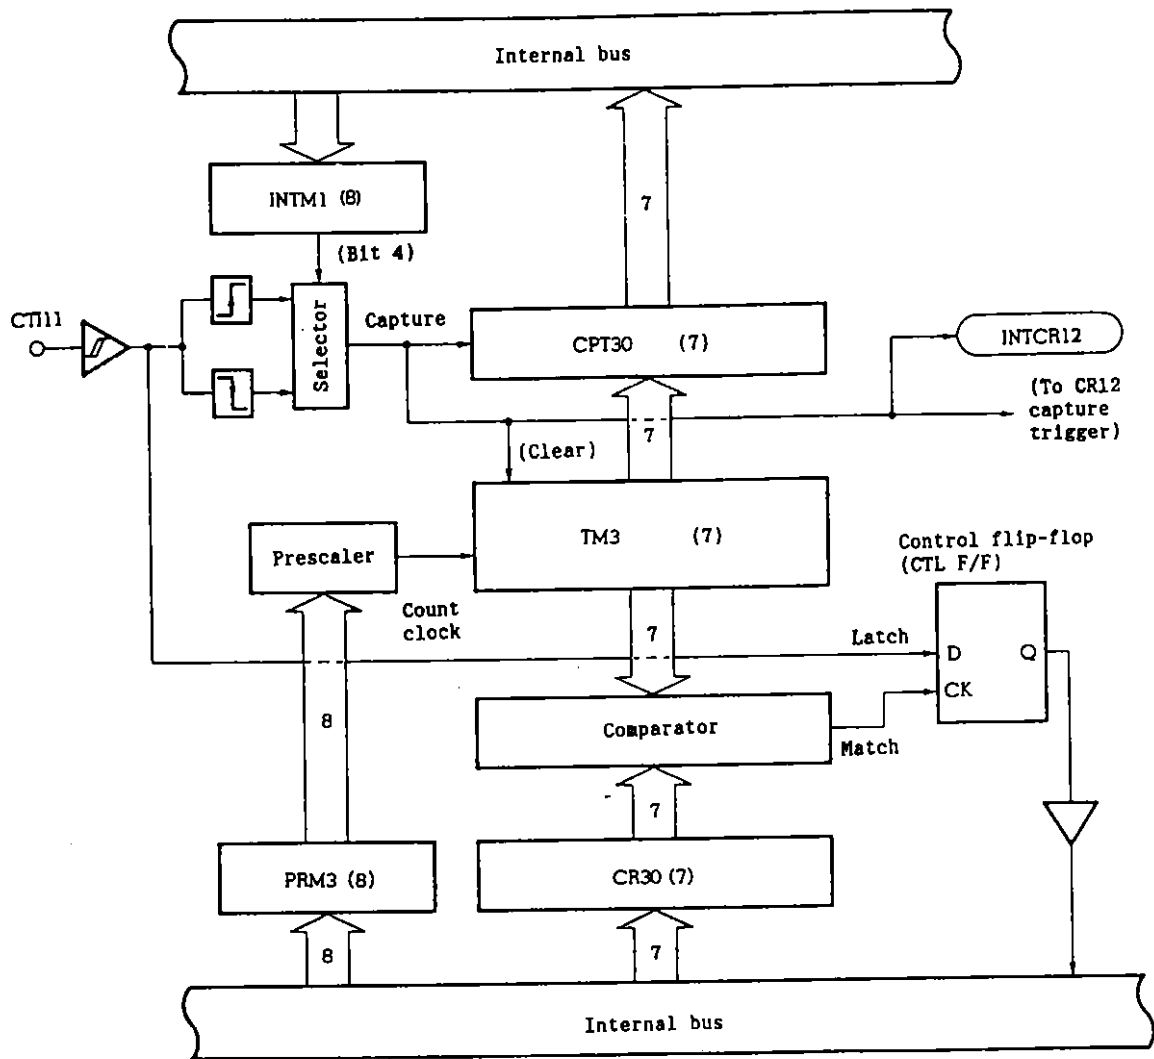 Internal bus
INTM1 (8)
7
(Bit 4)
CTI11
Selector
Capture
CPT30 (7)
INTCR12
(To CR12
capture
trigger)
7
(Clear)
TM3 (7)
Prescaler
Control flip-flop
(CTL F/F)
Count
clock
7
Latch
D
Q
CK
8
Comparator
Match
7
PRM3 (8)
CR30 (7)
8
7
Internal bus